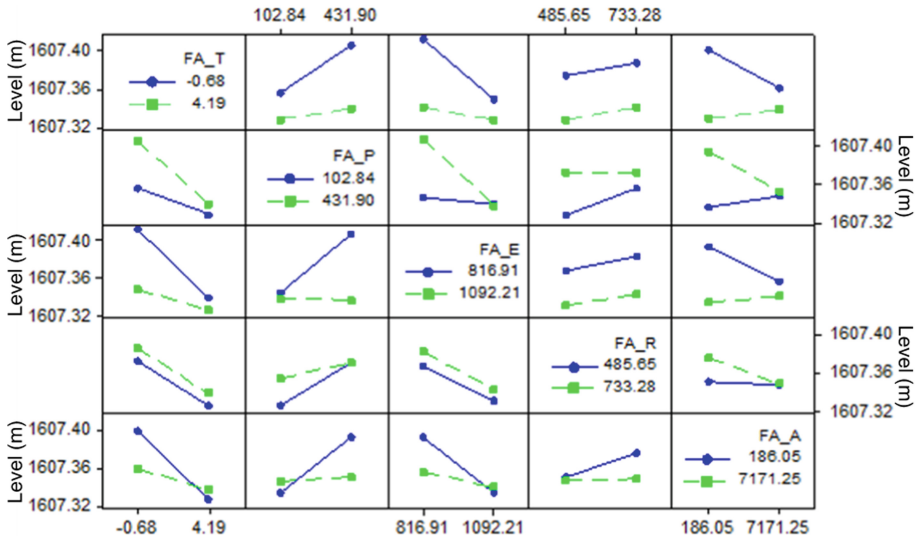 102.84 431.90 485.65 733.28
Level (m)
1607.40
1607.36
1607.32
FA_T
-0.68
4.19
FA_P
102.84
431.90
1607.40
1607.36
1607.32
Level (m)
Level (m)
1607.40
1607.36
1607.32
FA_E
816.91
1092.21
FA_R
485.65
733.28
1607.40
1607.36
1607.32
Level (m)
Level (m)
1607.40
1607.36
1607.32
FA_A
186.05
7171.25
-0.68 4.19 816.91 1092.21 186.05 7171.25